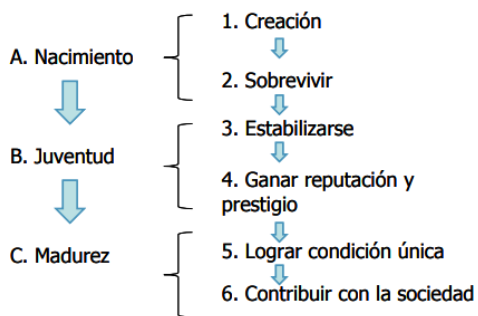 A. Nacimiento
1. Creación
2. Sobrevivir
B. Juventud
3. Estabilizarse
4. Ganar reputación y
prestigio
C. Madurez
5. Lograr condición única
6. Contribuir con la sociedad